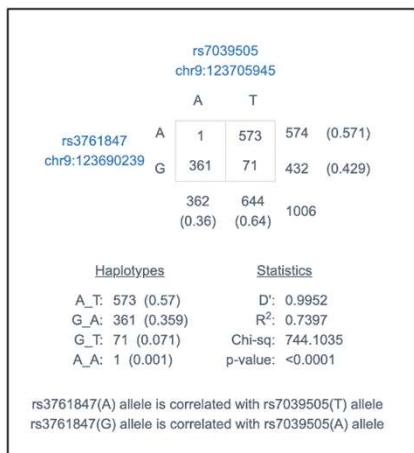 rs7039505
chr9:123705945
A T
rs3761847
chr9:123690239
A 1 573 574 (0.571)
G 361 71 432 (0.429)
362 644 1006
(0.36) (0.64)
Haplotypes
A_T: 573 (0.57)
G_A: 361 (0.359)
G_T: 71 (0.071)
A_A: 1 (0.001)
Statistics
D': 0.9952
R²: 0.7397
Chi-sq: 744.1035
p-value: <0.0001
rs3761847(A) allele is correlated with rs7039505(T) allele
rs3761847(G) allele is correlated with rs7039505(A) allele